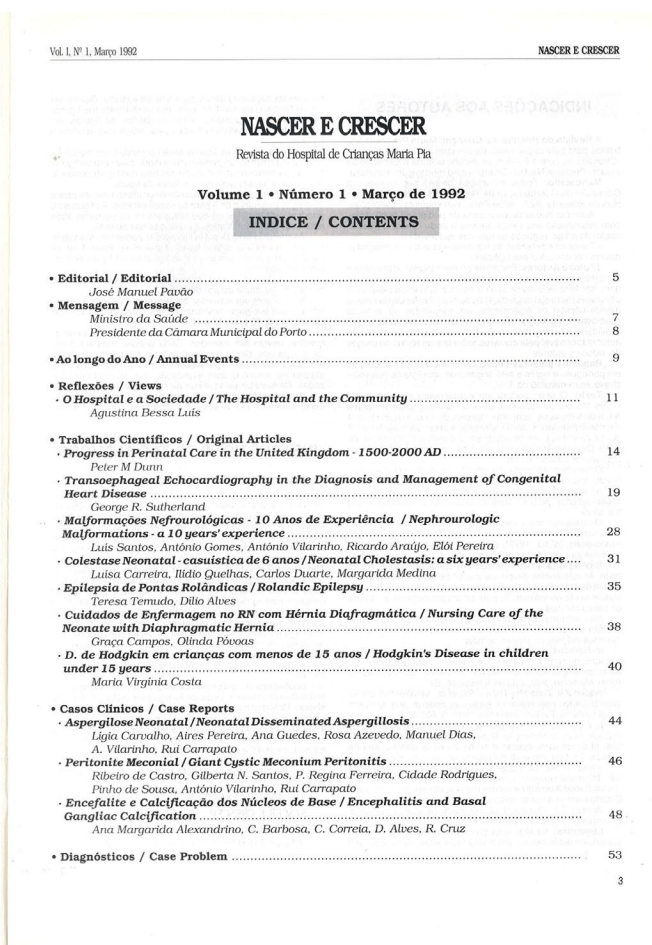 Vol. I, Nº 1, Março 1992 NASCER E CRESCER
NASCER E CRESCER
Revista do Hospital de Crianças Maria Pia
Volume 1 • Número 1 • Março de 1992
INDICE / CONTENTS
• Editorial / Editorial ........ 5
José Manuel Pavão
• Mensagem / Message
Ministro da Saúde ........ 7
Presidente da Câmara Municipal do Porto ........ 8
• Ao longo do Ano / Annual Events ........ 9
• Reflexões / Views
· O Hospital e a Sociedade / The Hospital and the Community ........ 11
Agustina Bessa Luis
• Trabalhos Científicos / Original Articles
· Progress in Perinatal Care in the United Kingdom - 1500-2000 AD ........ 14
Peter M Dunn
· Transoephageal Echocardiography in the Diagnosis and Management of Congenital
Heart Disease ........ 19
George R. Sutherland
· Malformações Nefrourológicas - 10 Anos de Experiência / Nephrourologic
Malformations - a 10 years' experience ........ 28
Luis Santos, António Gomes, António Vilarinho, Ricardo Araújo, Elói Pereira
· Colestase Neonatal - casuistica de 6 anos / Neonatal Cholestasis: a six years' experience .... 31
Luisa Carreira, Ilidio Quelhas, Carlos Duarte, Margarida Medina
· Epilepsia de Pontas Rolândicas / Rolandic Epilepsy ........ 35
Teresa Temudo, Dilio Alves
· Cuidados de Enfermagem no RN com Hérnia Diafragmática / Nursing Care of the
Neonate with Diaphragmatic Hernia ........ 38
Graça Campos, Olinda Póvoas
· D. de Hodgkin em crianças com menos de 15 anos / Hodgkin's Disease in children
under 15 years ........ 40
Maria Virginia Costa
• Casos Clínicos / Case Reports
· Aspergilose Neonatal / Neonatal Disseminated Aspergillosis ........ 44
Ligia Carvalho, Aires Pereira, Ana Guedes, Rosa Azevedo, Manuel Dias,
A. Vilarinho, Rui Carrapato
· Peritonite Meconial / Giant Cystic Meconium Peritonitis ........ 46
Ribeiro de Castro, Gilberta N. Santos, P. Regina Ferreira, Cidade Rodrigues,
Pinho de Sousa, António Vilarinho, Rui Carrapato
· Encefalite e Calcificação dos Núcleos de Base / Encephalitis and Basal
Gangliac Calcification ........ 48
Ana Margarida Alexandrino, C. Barbosa, C. Correia, D. Alves, R. Cruz
• Diagnósticos / Case Problem ........ 53
3